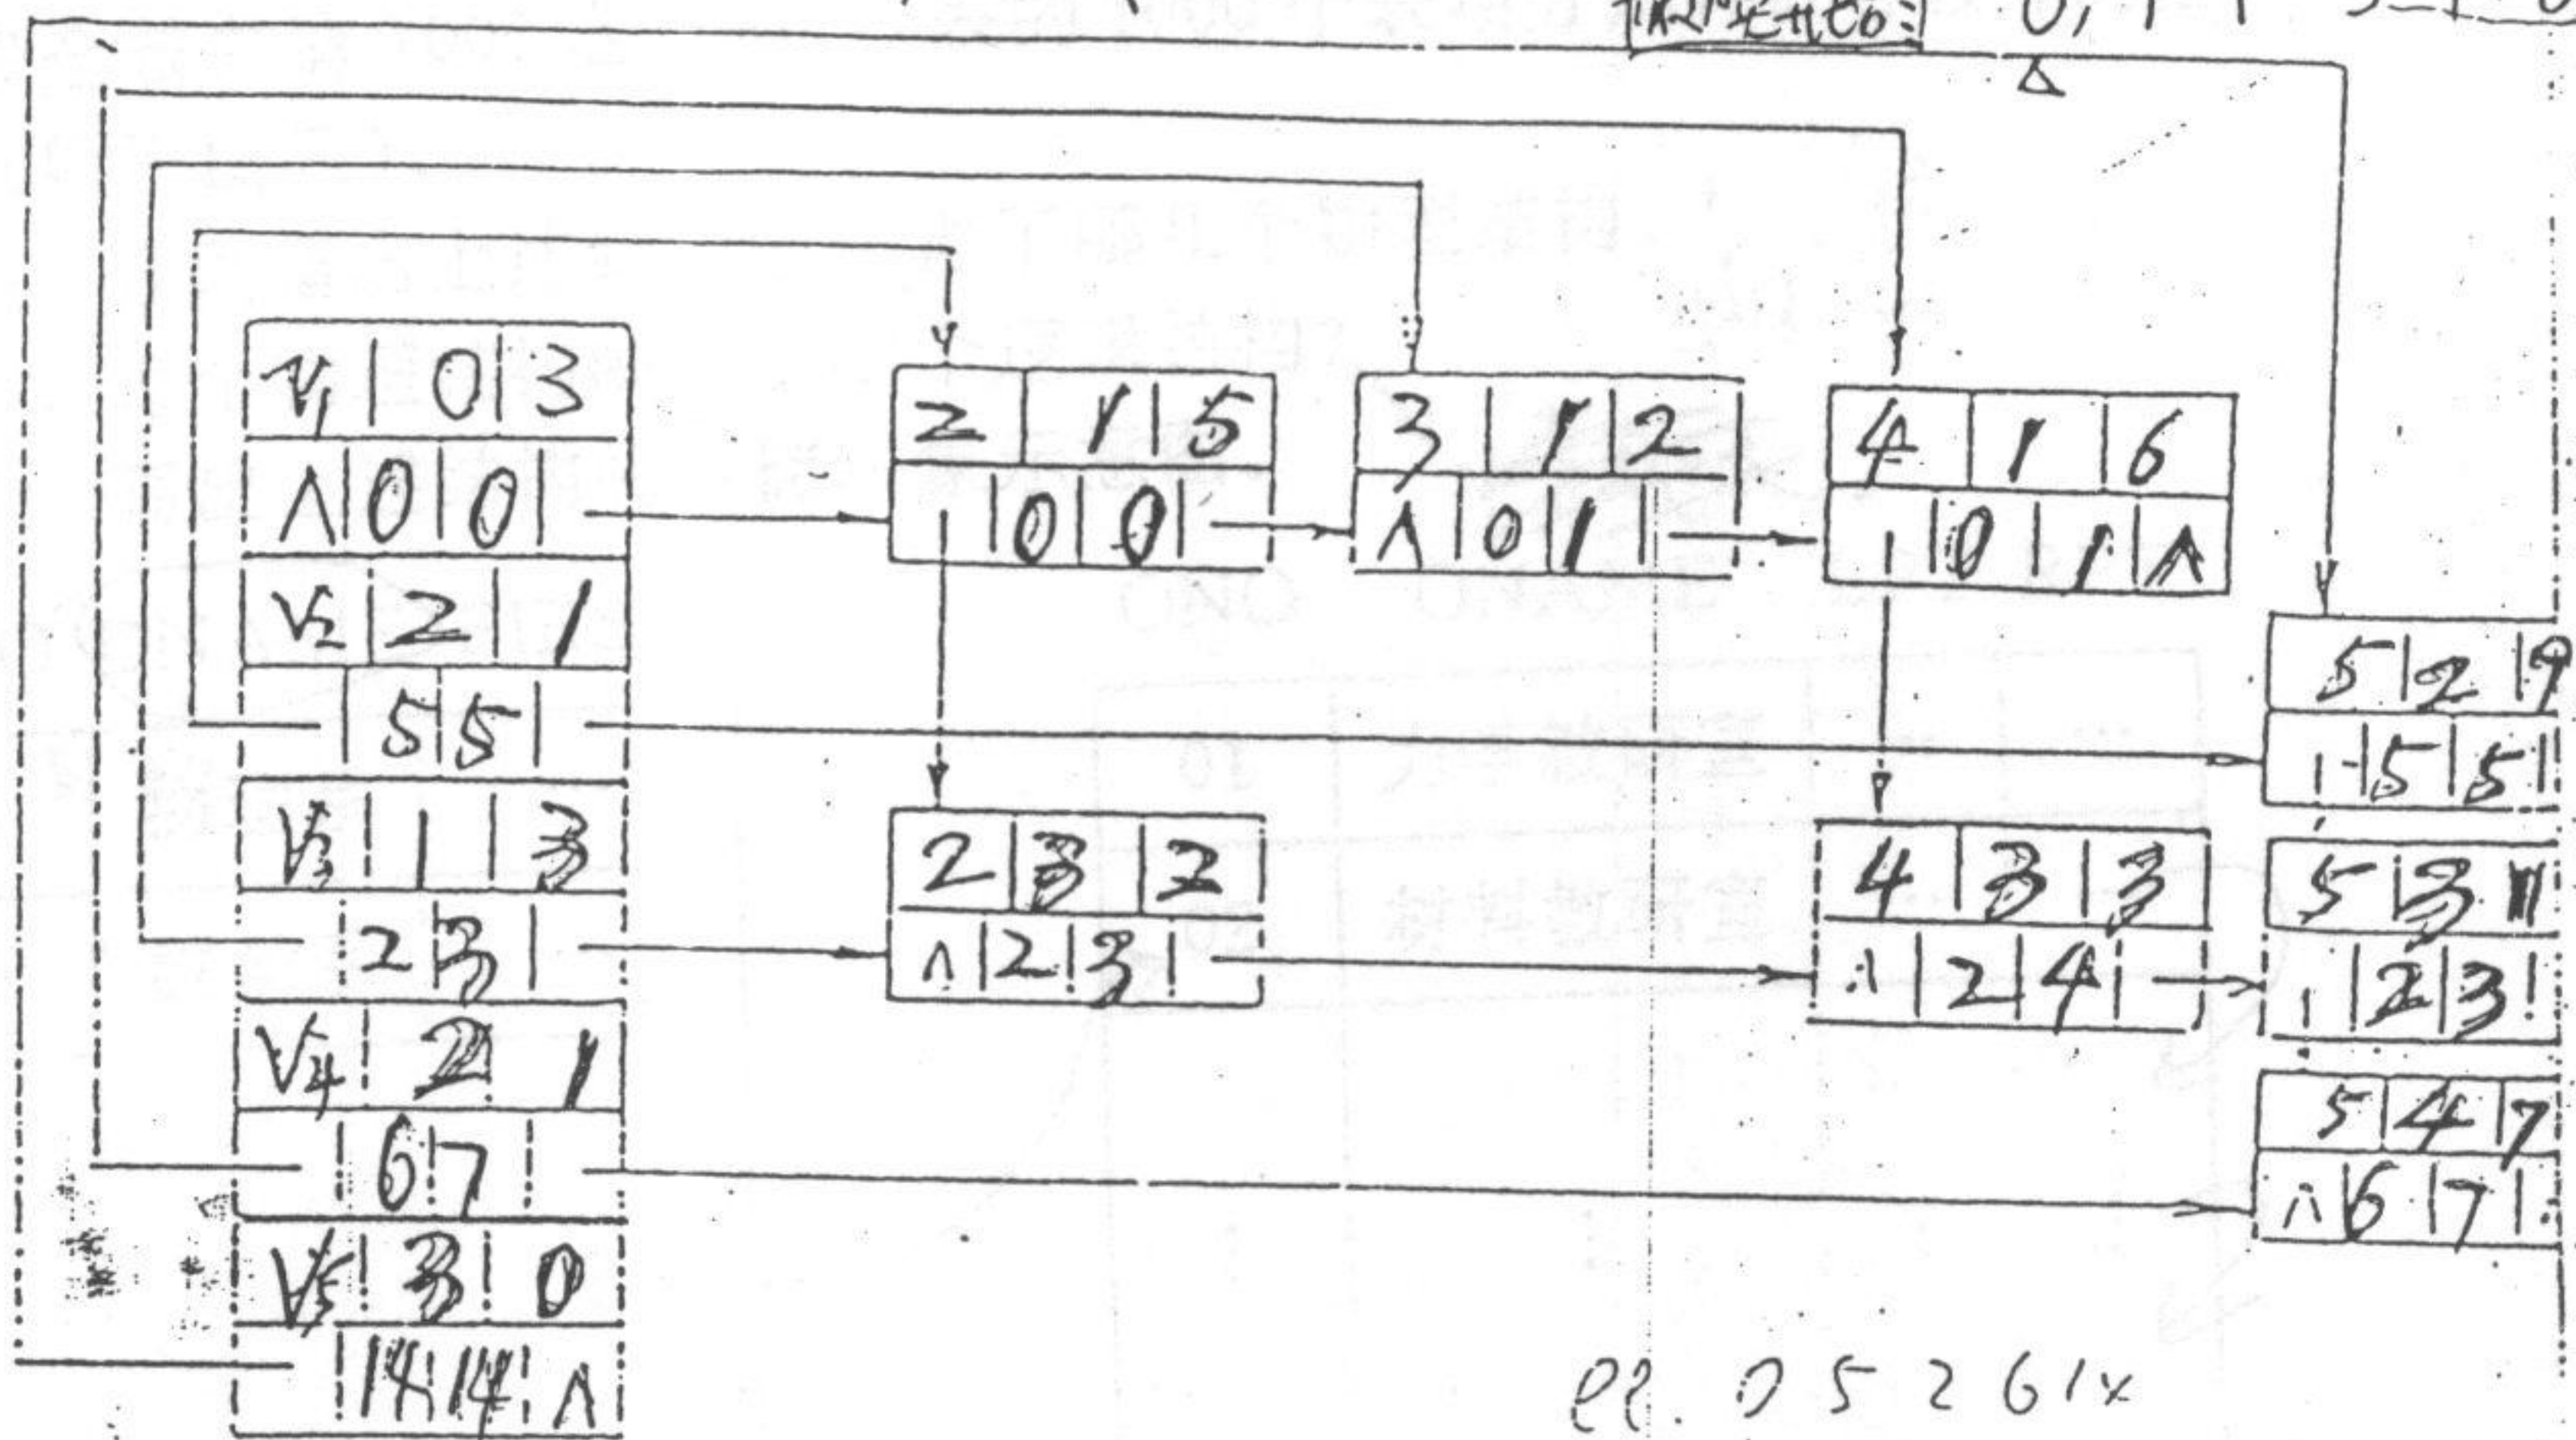 V₁ | 0 | 3
∧ | 0 | 0 |
V₂ | 2 | 1
| 5 | 5 |
V₃ | 1 | 3
| 2 | 3 |
V₄ | 2 | 1
| 6 | 7 |
V₅ | 3 | 0
| 14 | 14 | ∧
2 | 1 | 5
| 0 | 0 |
3 | 1 | 2
∧ | 0 | 1 |
4 | 1 | 6
| 0 | 1 | ∧
5 | 2 | 9
| 5 | 5 |
2 | 3 | 2
∧ | 2 | 3 |
4 | 3 | 3
∧ | 2 | 4 |
5 | 3 | 11
| 2 | 3 |
5 | 4 | 7
∧ | 6 | 7 |